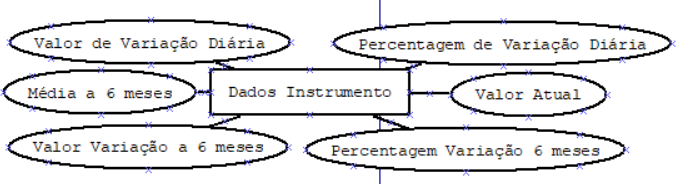 Valor de Variação Diária
Percentagem de Variação Diária
Média a 6 meses
Dados Instrumento
Valor Atual
Valor Variação a 6 meses
Percentagem Variação 6 meses